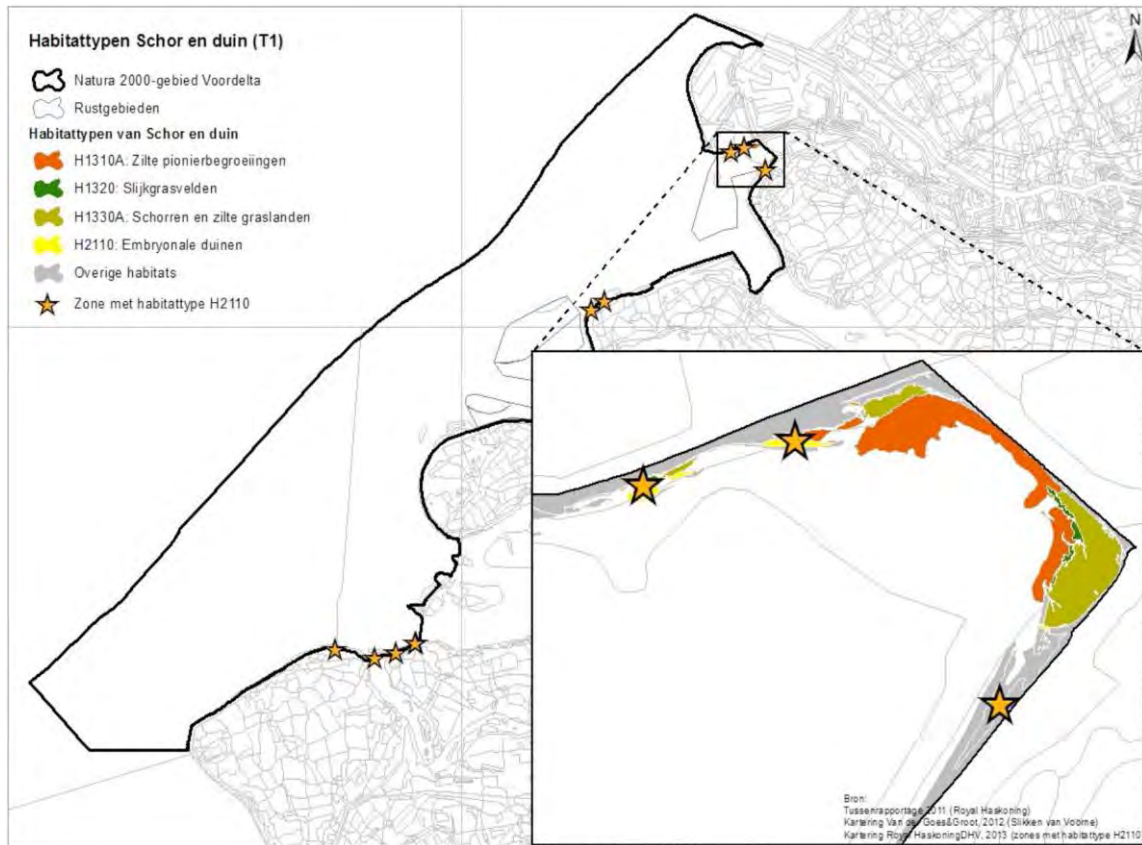 Habitattypen Schor en duin (T1)
Natura 2000-gebied Voordelta
Rustgebieden
Habitattypen van Schor en duin
H1310A: Zilte pionierbegroeiingen
H1320: Slijkgrasvelden
H1330A: Schorren en zilte graslanden
H2110: Embryonale duinen
Overige habitats
Zone met habitattype H2110
N
Bron:
Tussenrapportage 2011 (Royal Haskoning)
Kartering Van der Goes&Groot, 2012 (Slikken van Voorne)
Kartering Royal HaskoningDHV, 2013 (zones met habitattype H2110